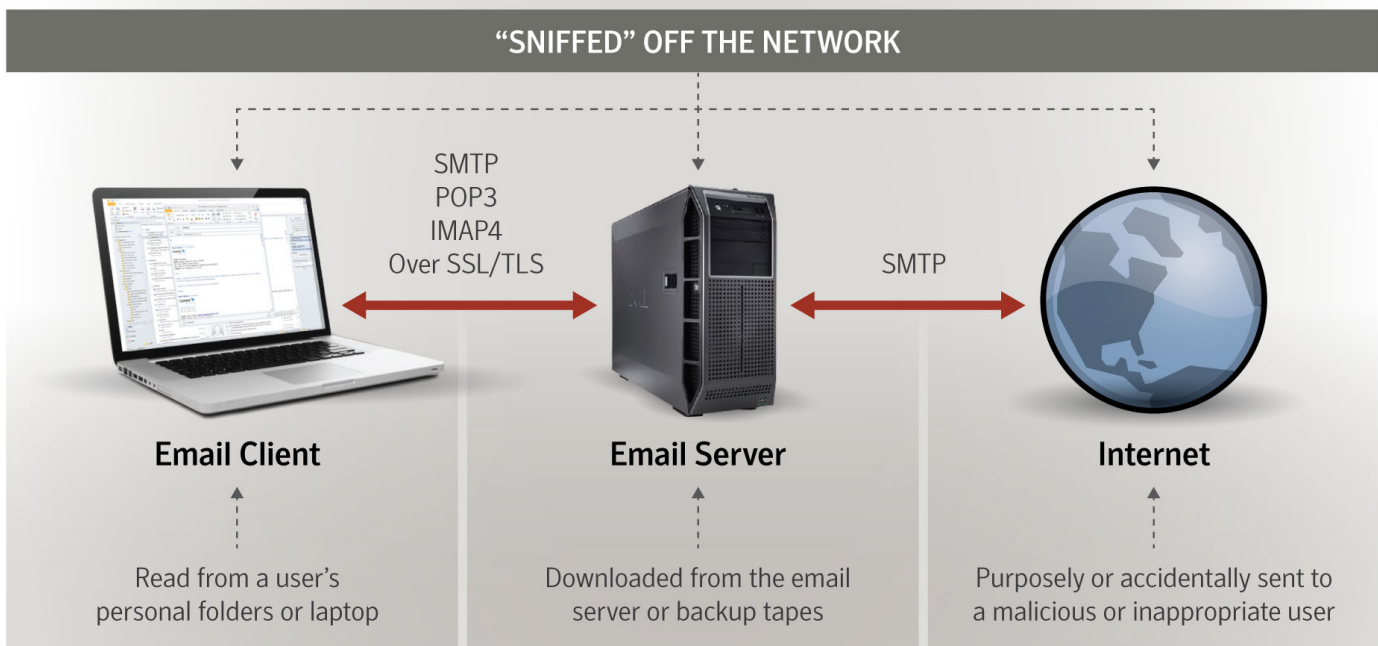 “SNIFFED” OFF THE NETWORK
SMTP
POP3
IMAP4
Over SSL/TLS
SMTP
Email Client
Email Server
Internet
Read from a user’s
personal folders or laptop
Downloaded from the email
server or backup tapes
Purposely or accidentally sent to
a malicious or inappropriate user